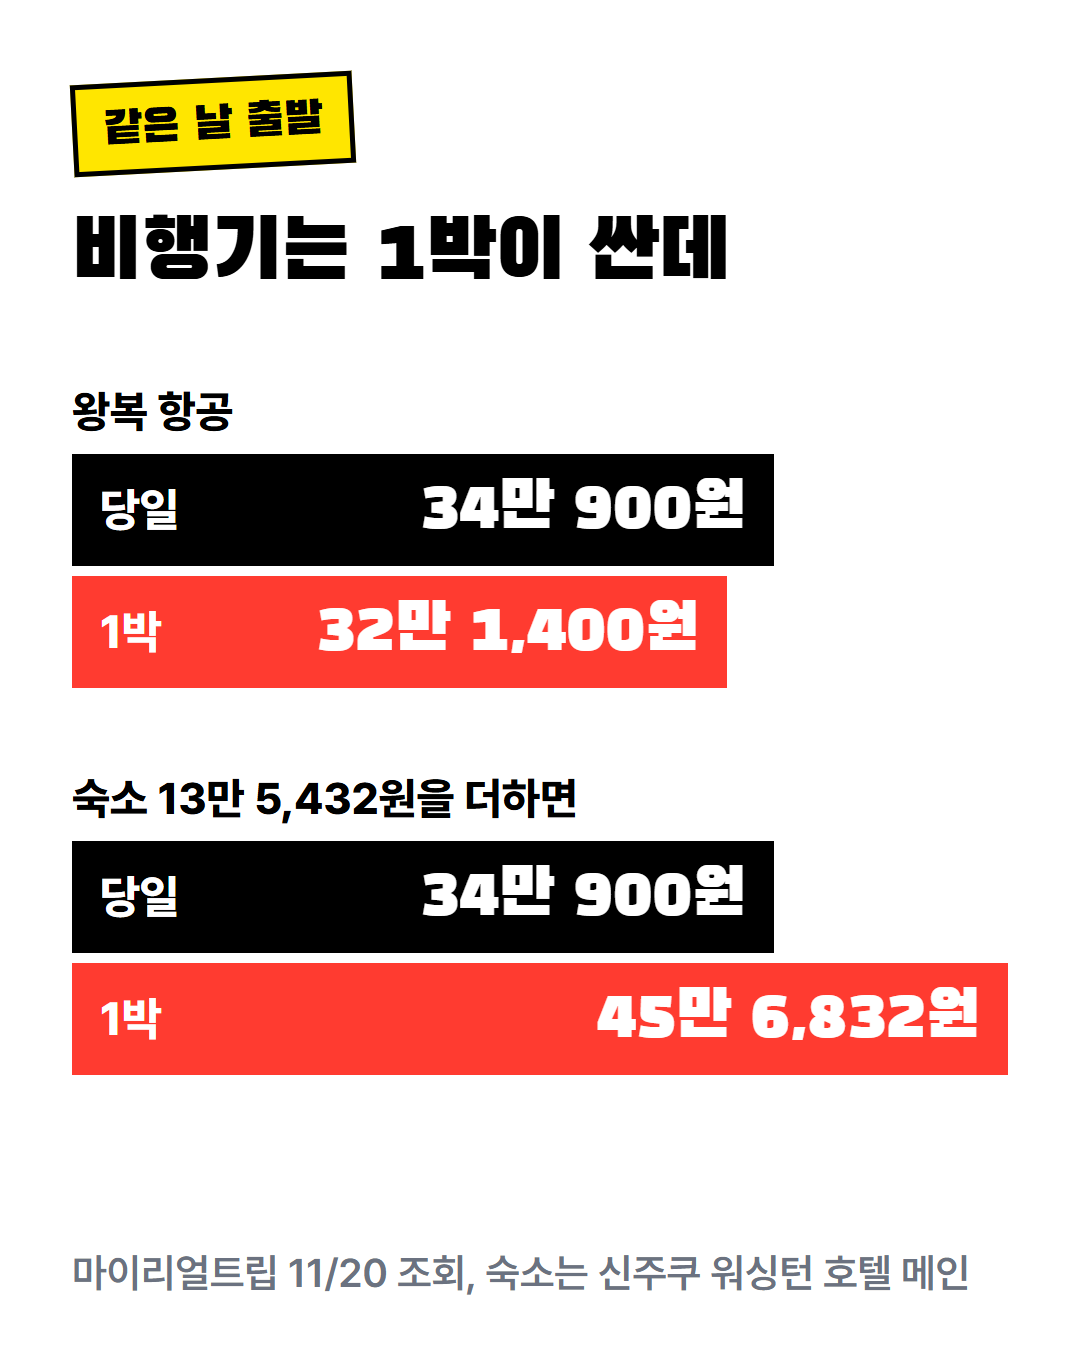 같은 날 출발
비행기는 1박이 싼데
왕복 항공
당일 34만 900원
1박 32만 1,400원
숙소 13만 5,432원을 더하면
당일 34만 900원
1박 45만 6,832원
마이리얼트립 11/20 조회, 숙소는 신주쿠 워싱턴 호텔 메인